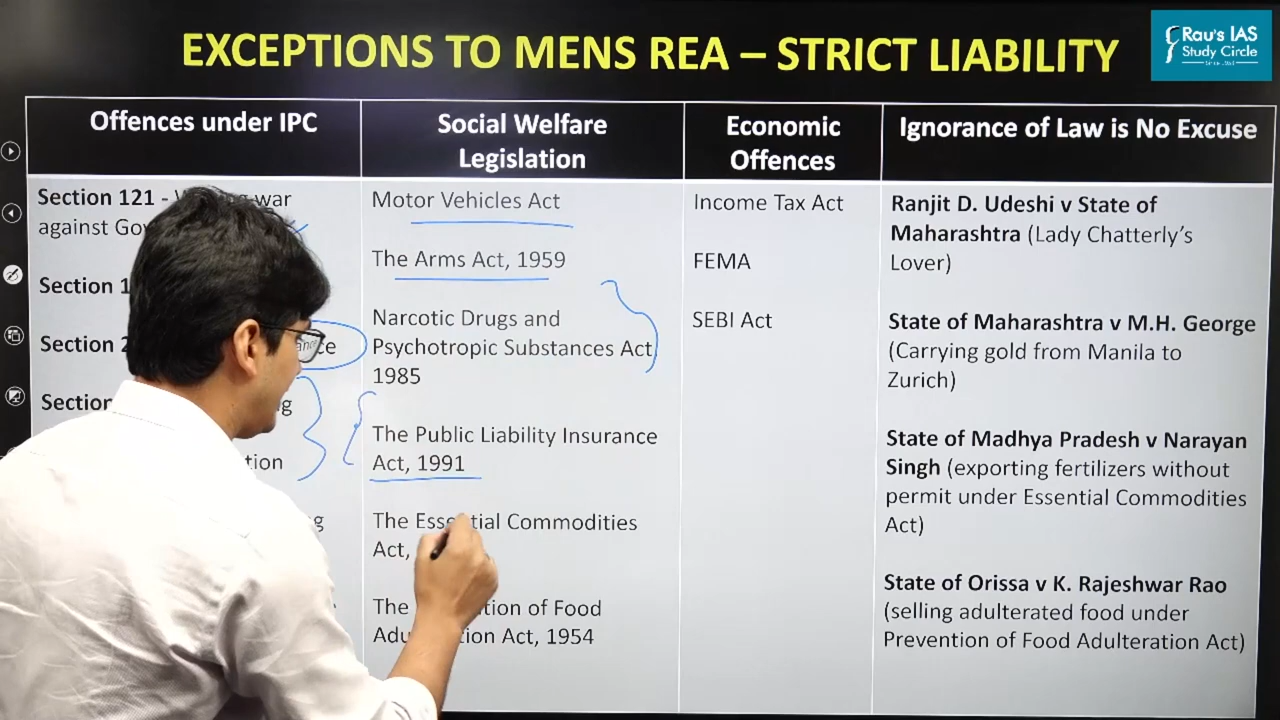 EXCEPTIONS TO MENS REA – STRICT LIABILITY
Rau's IAS
Study Circle
Offences under IPC
Section 121 - war
against
Section
Section
Social Welfare
Legislation
Motor Vehicles Act
The Arms Act, 1959
Narcotic Drugs and
Psychotropic Substances Act
1985
The Public Liability Insurance
Act, 1991
The Essential Commodities
Act,
The of Food
Act, 1954
Economic
Offences
Income Tax Act
FEMA
SEBI Act
Ignorance of Law is No Excuse
Ranjit D. Udeshi v State of
Maharashtra (Lady Chatterly's
Lover)
State of Maharashtra v M.H. George
(Carrying gold from Manila to
Zurich)
State of Madhya Pradesh v Narayan
Singh (exporting fertilizers without
permit under Essential Commodities
Act)
State of Orissa v K. Rajeshwar Rao
(selling adulterated food under
Prevention of Food Adulteration Act)